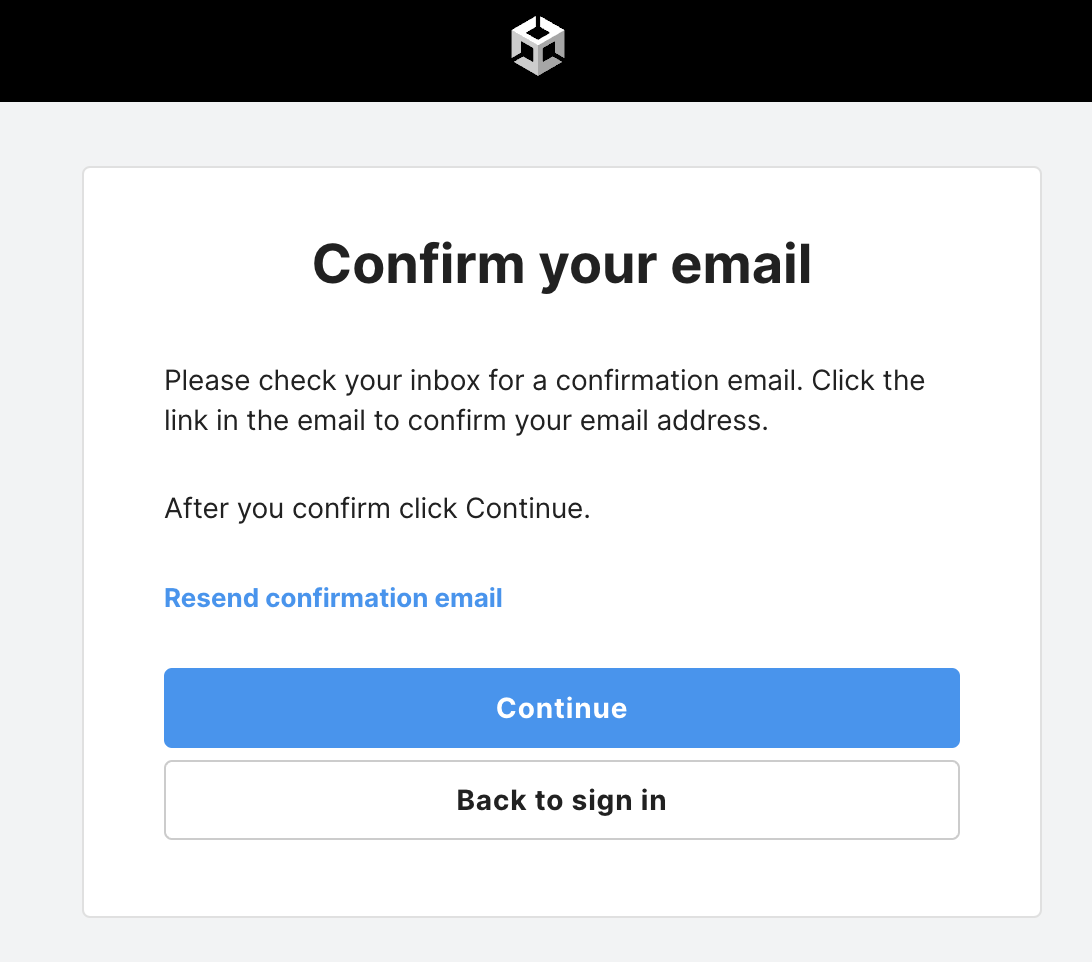 Confirm your email
Please check your inbox for a confirmation email. Click the
link in the email to confirm your email address.
After you confirm click Continue.
Resend confirmation email
Continue
Back to sign in